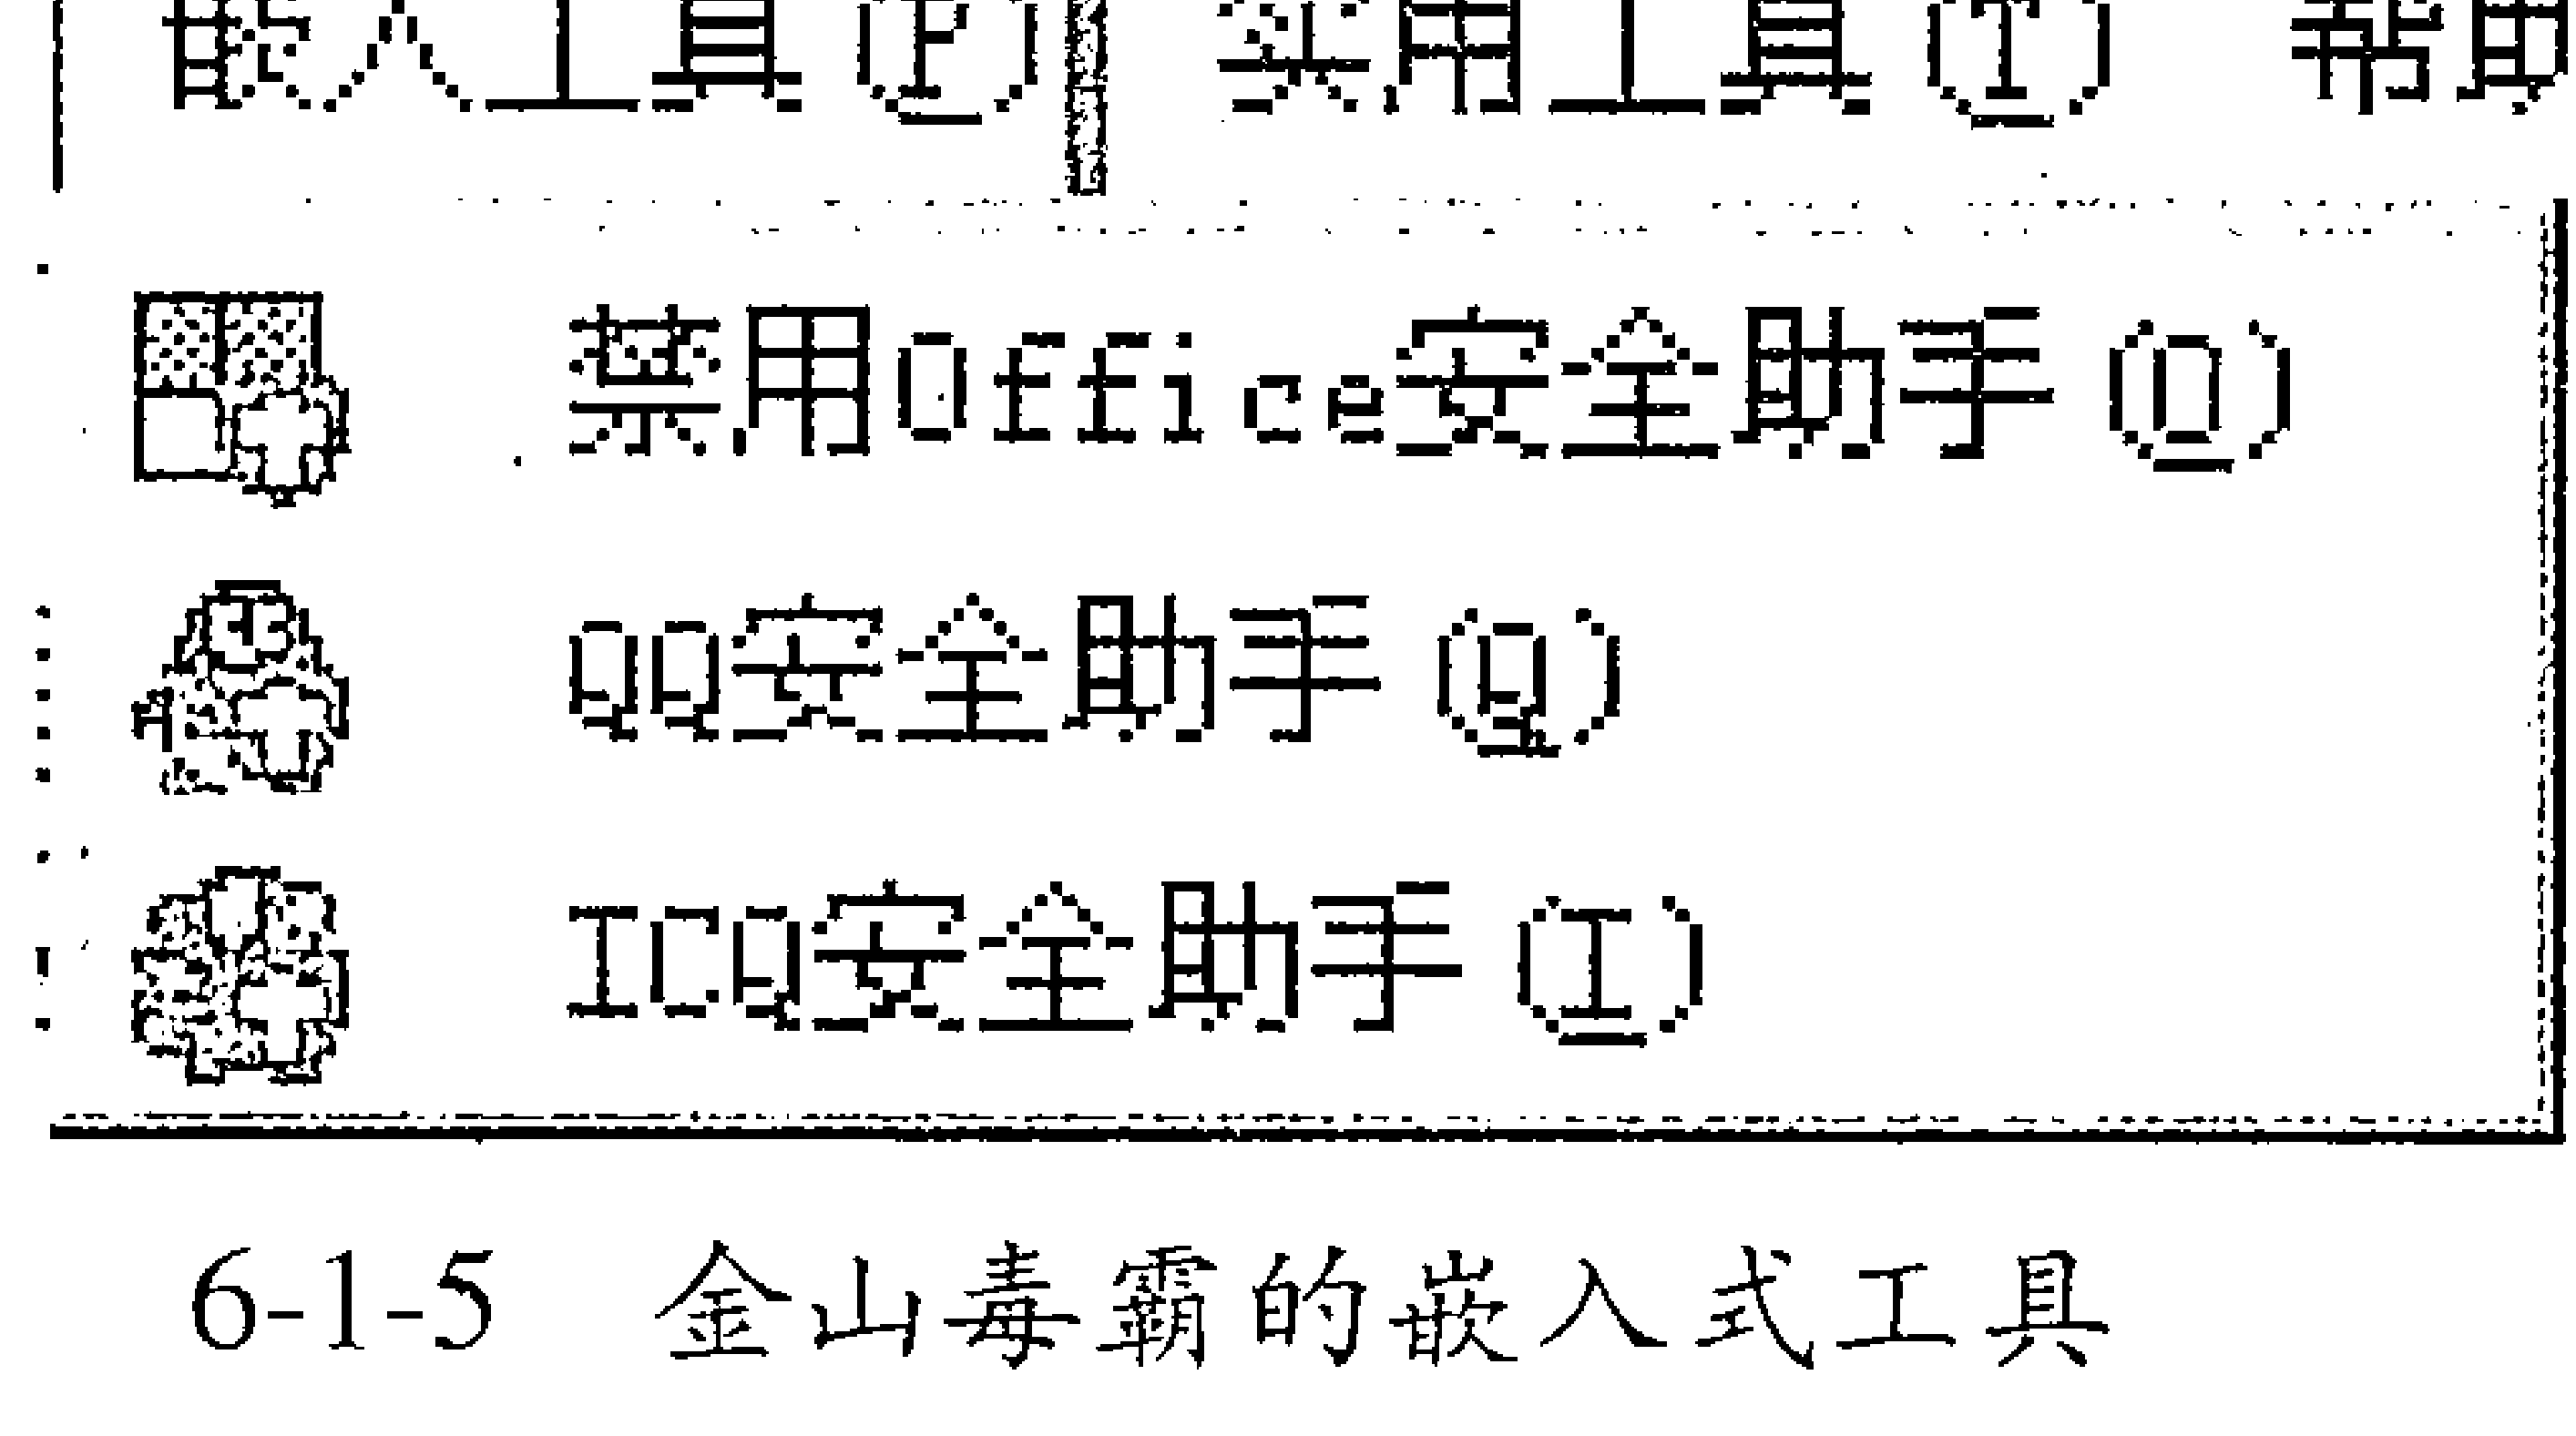 嵌入工具(P) 实用工具(T) 帮助
禁用Office安全助手(O)
QQ安全助手(Q)
ICQ安全助手(I)
6-1-5 金山毒霸的嵌入式工具